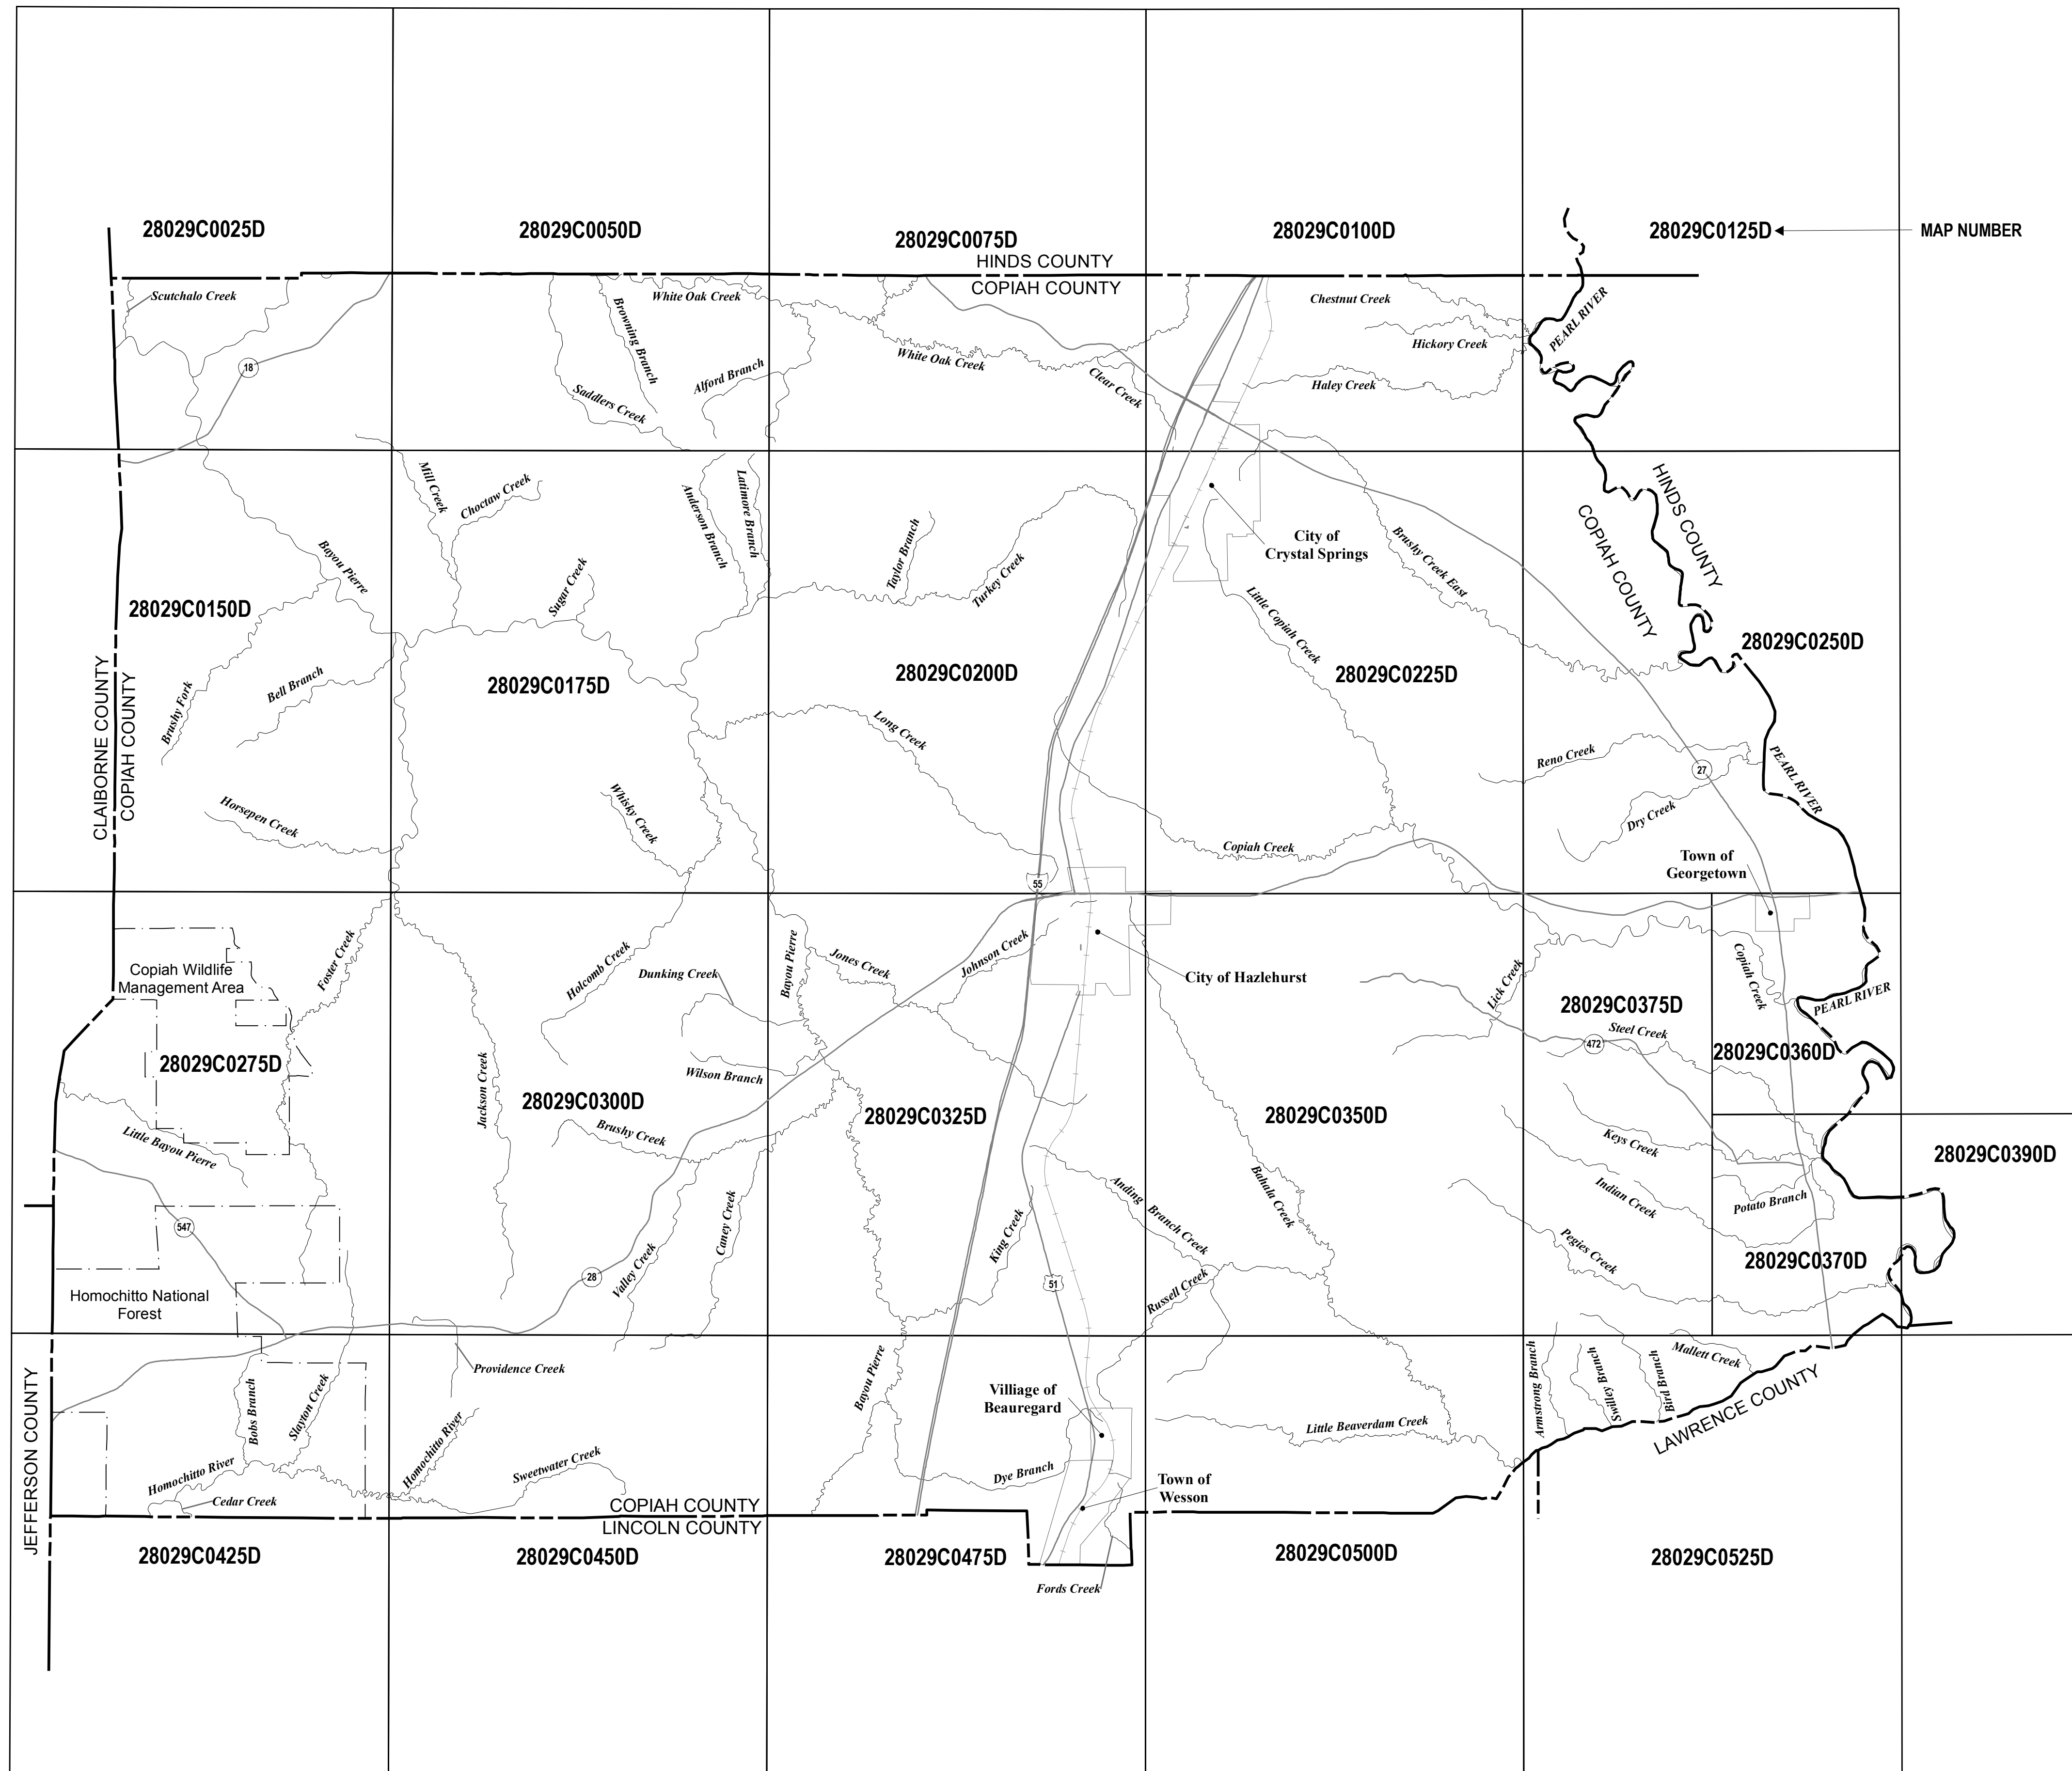 28029C0025D
28029C0050D
28029C0075D
28029C0100D
28029C0125D
MAP NUMBER
HINDS COUNTY
COPIAH COUNTY
Scutchalo Creek
18
White Oak Creek
Browning Branch
Saddlers Creek
Alford Branch
White Oak Creek
Clear Creek
Chestnut Creek
Hickory Creek
Haley Creek
PEARL RIVER
HINDS COUNTY
COPIAH COUNTY
Mill Creek
Choctaw Creek
Anderson Branch
Latimore Branch
Taylor Branch
Turkey Creek
City of
Crystal Springs
Brushy Creek East
Little Copiah Creek
Bayou Pierre
Sugar Creek
28029C0150D
28029C0175D
28029C0200D
28029C0225D
28029C0250D
CLAIBORNE COUNTY
COPIAH COUNTY
Brushy Fork
Bell Branch
Horsepen Creek
Whisky Creek
Long Creek
Copiah Creek
Reno Creek
27
Dry Creek
PEARL RIVER
Town of
Georgetown
55
Copiah Wildlife
Management Area
Foster Creek
28029C0275D
Holcomb Creek
Dunking Creek
Bayou Pierre
Jones Creek
Johnson Creek
City of Hazlehurst
Lick Creek
28029C0375D
Steel Creek
472
Copiah Creek
PEARL RIVER
28029C0360D
Jackson Creek
Wilson Branch
28029C0300D
28029C0325D
28029C0350D
Brushy Creek
Little Bayou Pierre
547
Keys Creek
28029C0390D
Indian Creek
Potato Branch
Pegies Creek
28029C0370D
Anding Branch Creek
Bahala Creek
King Creek
Caney Creek
Valley Creek
28
51
Russell Creek
Homochitto National
Forest
JEFFERSON COUNTY
Bobs Branch
Slayton Creek
Providence Creek
Homochitto River
Homochitto River
Cedar Creek
Sweetwater Creek
Bayou Pierre
Villiage of
Beauregard
Dye Branch
Town of
Wesson
Little Beaverdam Creek
Armstrong Branch
Swilley Branch
Bird Branch
Mallett Creek
LAWRENCE COUNTY
COPIAH COUNTY
LINCOLN COUNTY
28029C0425D
28029C0450D
28029C0475D
28029C0500D
28029C0525D
Fords Creek